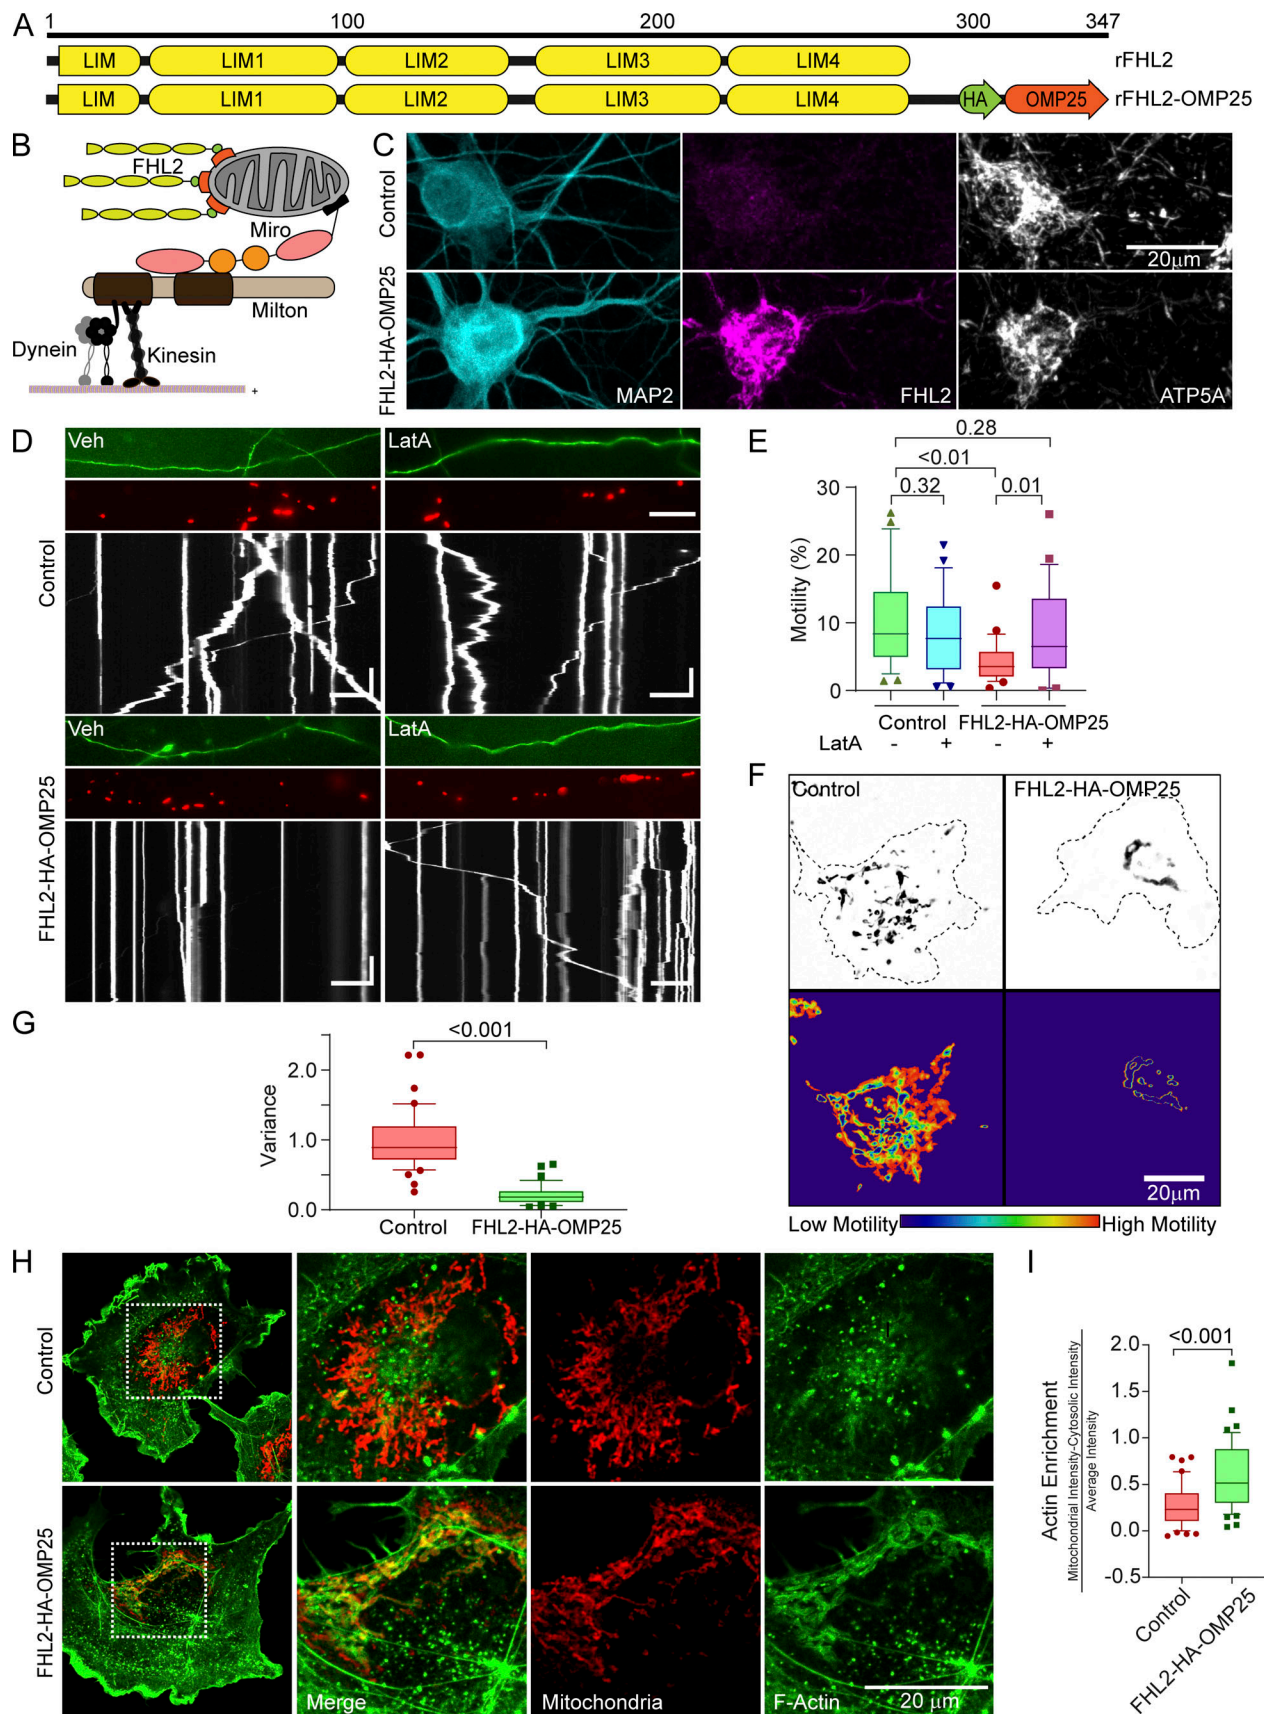 A
1 100 200 300 347
LIM LIM1 LIM2 LIM3 LIM4 rFHL2
LIM LIM1 LIM2 LIM3 LIM4 HA OMP25 rFHL2-OMP25
B
FHL2
Miro
Milton
Dynein
Kinesin
+
C
Control
20μm
FHL2-HA-OMP25
MAP2 FHL2 ATP5A
D
Veh LatA
Control
Veh LatA
FHL2-HA-OMP25
E
0.28
<0.01
0.32 0.01
30
20
10
0
Motility (%)
Control FHL2-HA-OMP25
LatA - + - +
F
Control FHL2-HA-OMP25
20μm
Low Motility High Motility
G
<0.001
2.0
1.0
0.0
Variance
Control FHL2-HA-OMP25
H
Control
FHL2-HA-OMP25
Merge Mitochondria F-Actin
20 μm
I
<0.001
2.0
1.5
1.0
0.5
0.0
-0.5
Actin Enrichment
Mitochondrial Intensity-Cytosolic Intensity
Average Intensity
Control
FHL2-HA-OMP25